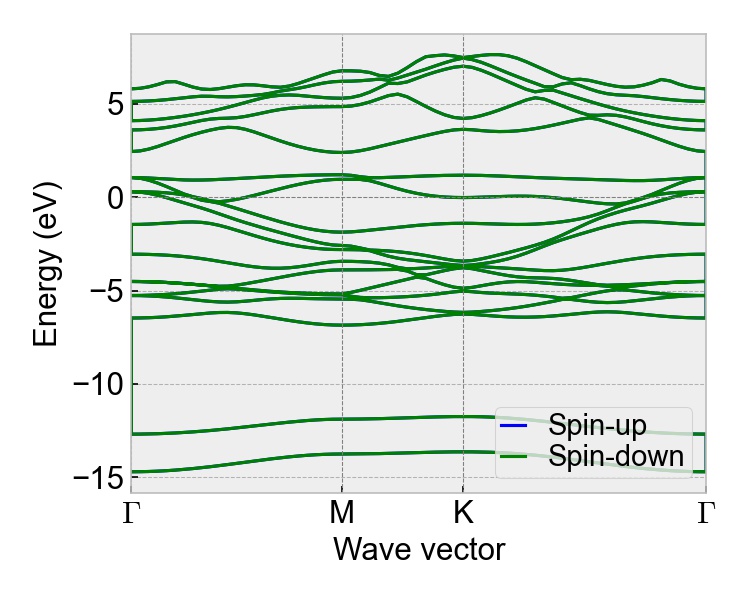 Energy (eV)
5
0
−5
−10
−15
Spin-up
Spin-down
Γ
M
K
Γ
Wave vector